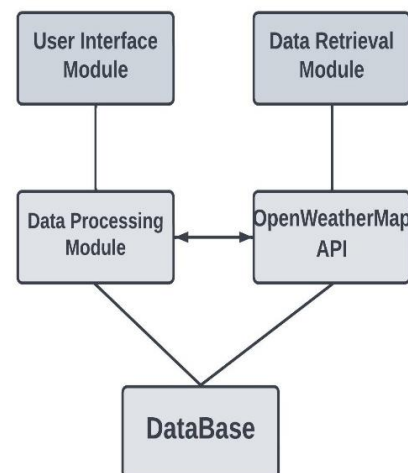 User Interface
Module
Data Retrieval
Module
Data Processing
Module
OpenWeatherMap
API
DataBase